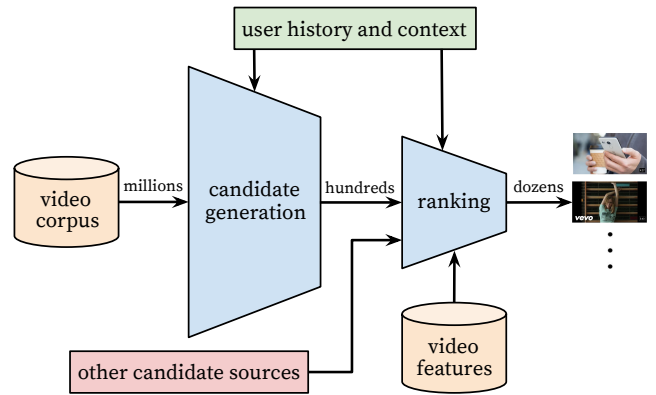 user history and context
video
corpus
millions
candidate
generation
hundreds
ranking
dozens
vevo
video
features
other candidate sources